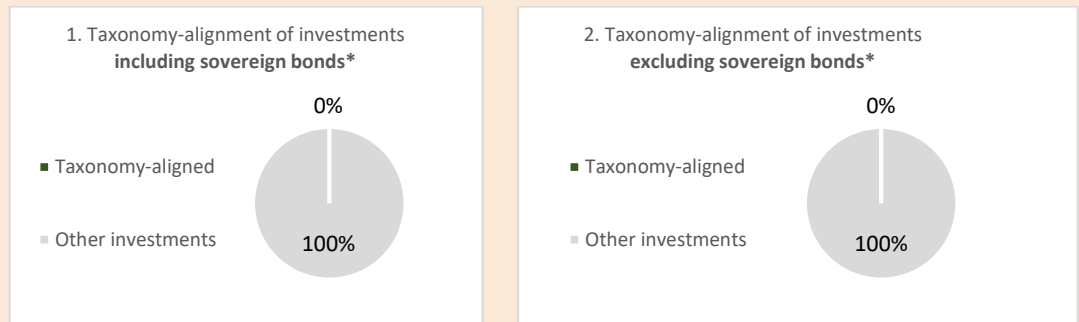 1. Taxonomy-alignment of investments
including sovereign bonds*
0%
Taxonomy-aligned
Other investments
100%
2. Taxonomy-alignment of investments
excluding sovereign bonds*
0%
Taxonomy-aligned
Other investments
100%